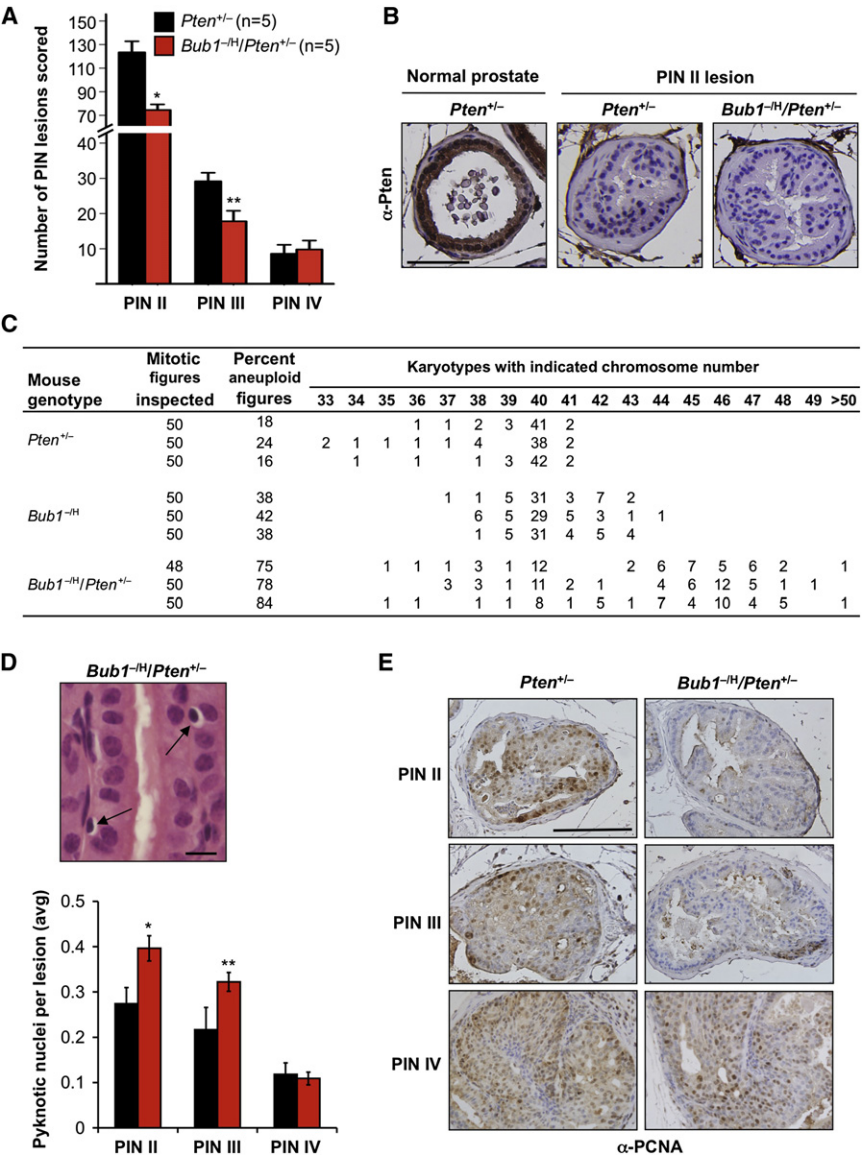 A
Number of PIN lesions scored
150
130
110
90
70
40
30
20
10
Pten+/– (n=5)
Bub1–/H/Pten+/– (n=5)
*
**
PIN II PIN III PIN IV
B
Normal prostate PIN II lesion
Pten+/– Pten+/– Bub1–/H/Pten+/–
α-Pten
C
Mouse genotype Mitotic figures inspected Percent aneuploid figures Karyotypes with indicated chromosome number
33 34 35 36 37 38 39 40 41 42 43 44 45 46 47 48 49 >50
Pten+/–
50 18 1 1 2 3 41 2
50 24 2 1 1 1 1 4 38 2
50 16 1 1 1 3 42 2
Bub1–/H
50 38 1 1 5 31 3 7 2
50 42 6 5 29 5 3 1 1
50 38 1 5 31 4 5 4
Bub1–/H/Pten+/–
48 75 1 1 1 3 1 12 2 6 7 5 6 2 1
50 78 3 3 1 11 2 1 4 6 12 5 1 1
50 84 1 1 1 1 8 1 5 1 7 4 10 4 5 1
D
Bub1–/H/Pten+/–
Pyknotic nuclei per lesion (avg)
0.5
0.4
0.3
0.2
0.1
0
*
**
PIN II PIN III PIN IV
E
Pten+/– Bub1–/H/Pten+/–
PIN II
PIN III
PIN IV
α-PCNA